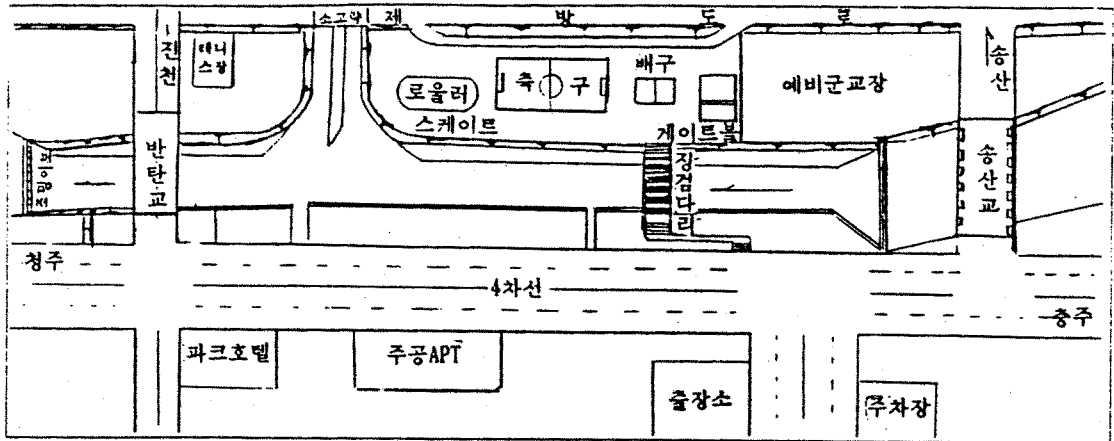 제 방 도 로
진천
테니
스장
로울러
스케이트
축 구
배구
게이트볼
예비군교장
송산
반탄교
징검다리
송산교
청주
4차선
충주
파크호텔
주공APT
출장소
주차장